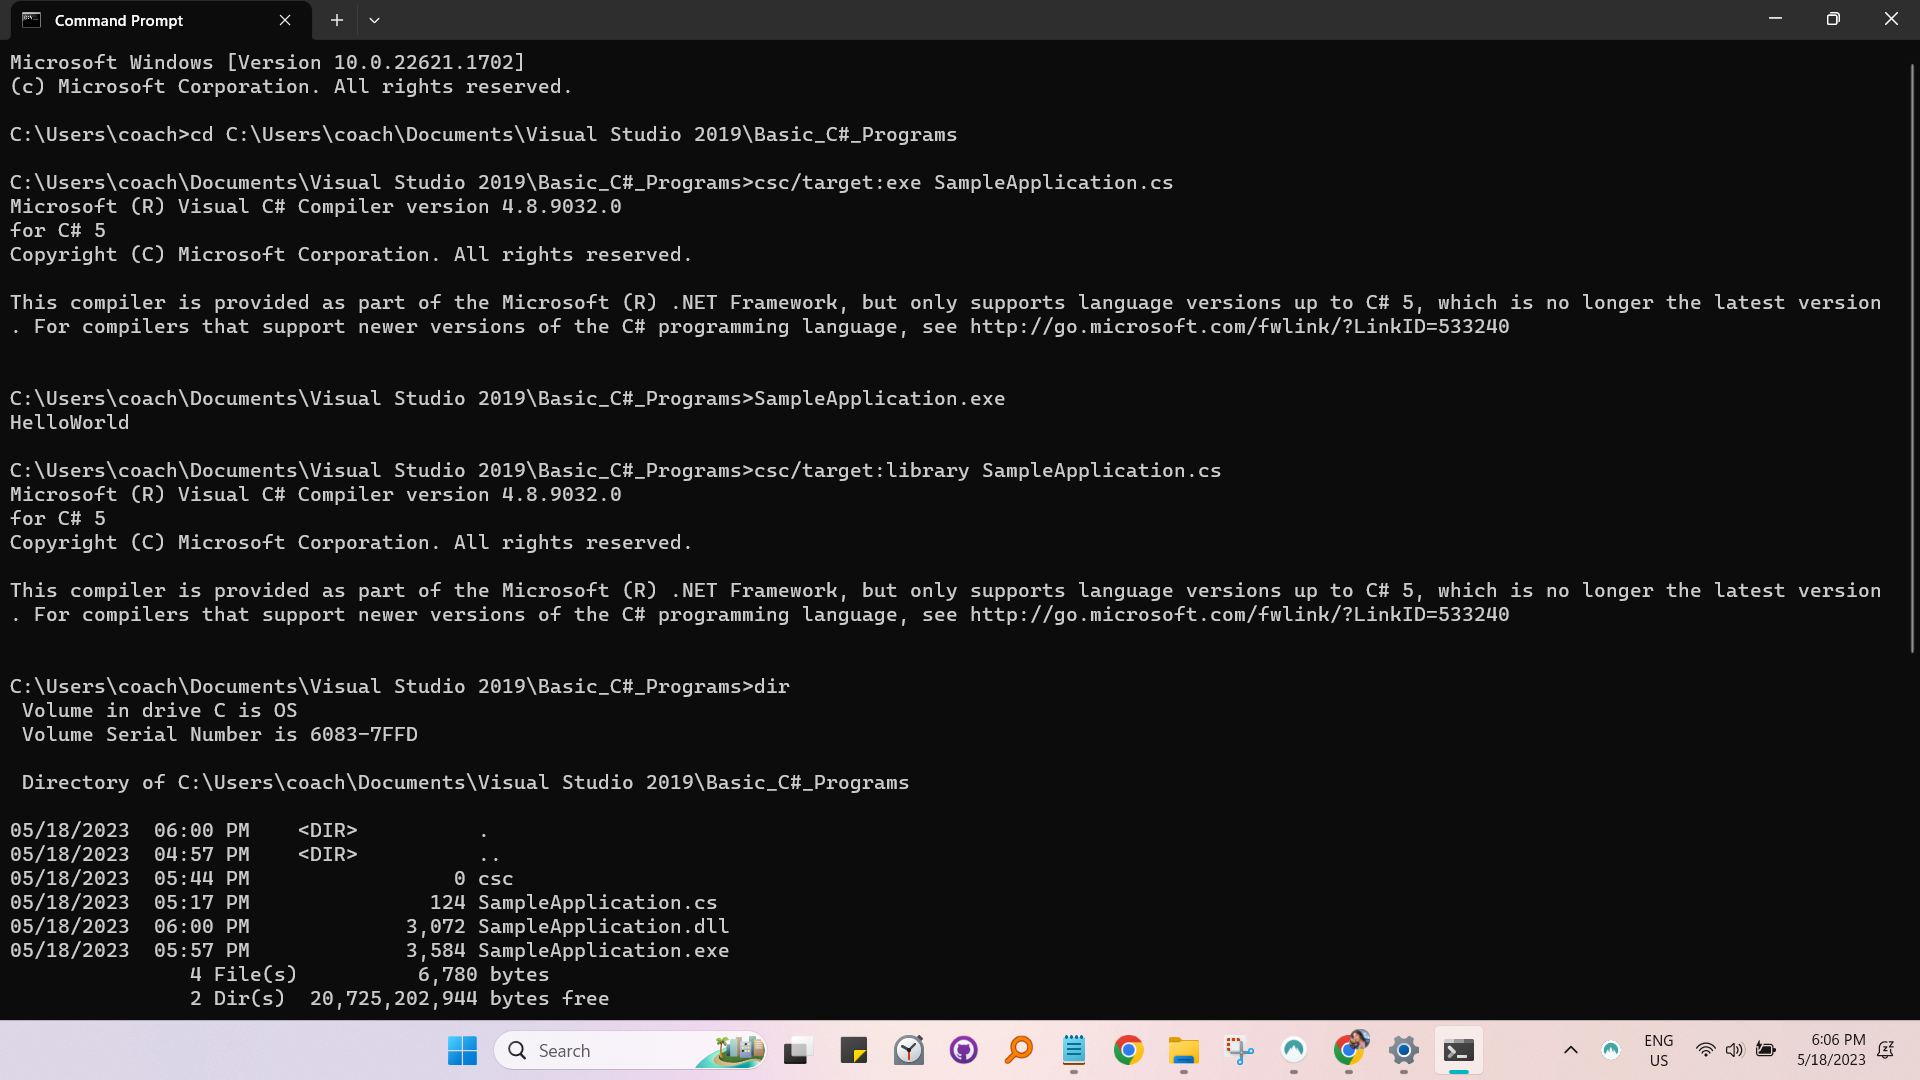 Command Prompt
Microsoft Windows [Version 10.0.22621.1702]
(c) Microsoft Corporation. All rights reserved.
C:\Users\coach>cd C:\Users\coach\Documents\Visual Studio 2019\Basic_C#_Programs
C:\Users\coach\Documents\Visual Studio 2019\Basic_C#_Programs>csc/target:exe SampleApplication.cs
Microsoft (R) Visual C# Compiler version 4.8.9032.0
for C# 5
Copyright (C) Microsoft Corporation. All rights reserved.
This compiler is provided as part of the Microsoft (R) .NET Framework, but only supports language versions up to C# 5, which is no longer the latest version
. For compilers that support newer versions of the C# programming language, see http://go.microsoft.com/fwlink/?LinkID=533240
C:\Users\coach\Documents\Visual Studio 2019\Basic_C#_Programs>SampleApplication.exe
HelloWorld
C:\Users\coach\Documents\Visual Studio 2019\Basic_C#_Programs>csc/target:library SampleApplication.cs
Microsoft (R) Visual C# Compiler version 4.8.9032.0
for C# 5
Copyright (C) Microsoft Corporation. All rights reserved.
This compiler is provided as part of the Microsoft (R) .NET Framework, but only supports language versions up to C# 5, which is no longer the latest version
. For compilers that support newer versions of the C# programming language, see http://go.microsoft.com/fwlink/?LinkID=533240
C:\Users\coach\Documents\Visual Studio 2019\Basic_C#_Programs>dir
Volume in drive C is OS
Volume Serial Number is 6083-7FFD
Directory of C:\Users\coach\Documents\Visual Studio 2019\Basic_C#_Programs
05/18/2023  06:00 PM    <DIR>          .
05/18/2023  04:57 PM    <DIR>          ..
05/18/2023  05:44 PM                 0 csc
05/18/2023  05:17 PM               124 SampleApplication.cs
05/18/2023  06:00 PM             3,072 SampleApplication.dll
05/18/2023  05:57 PM             3,584 SampleApplication.exe
4 File(s)          6,780 bytes
2 Dir(s)  20,725,202,944 bytes free
Search
ENG
US
6:06 PM
5/18/2023